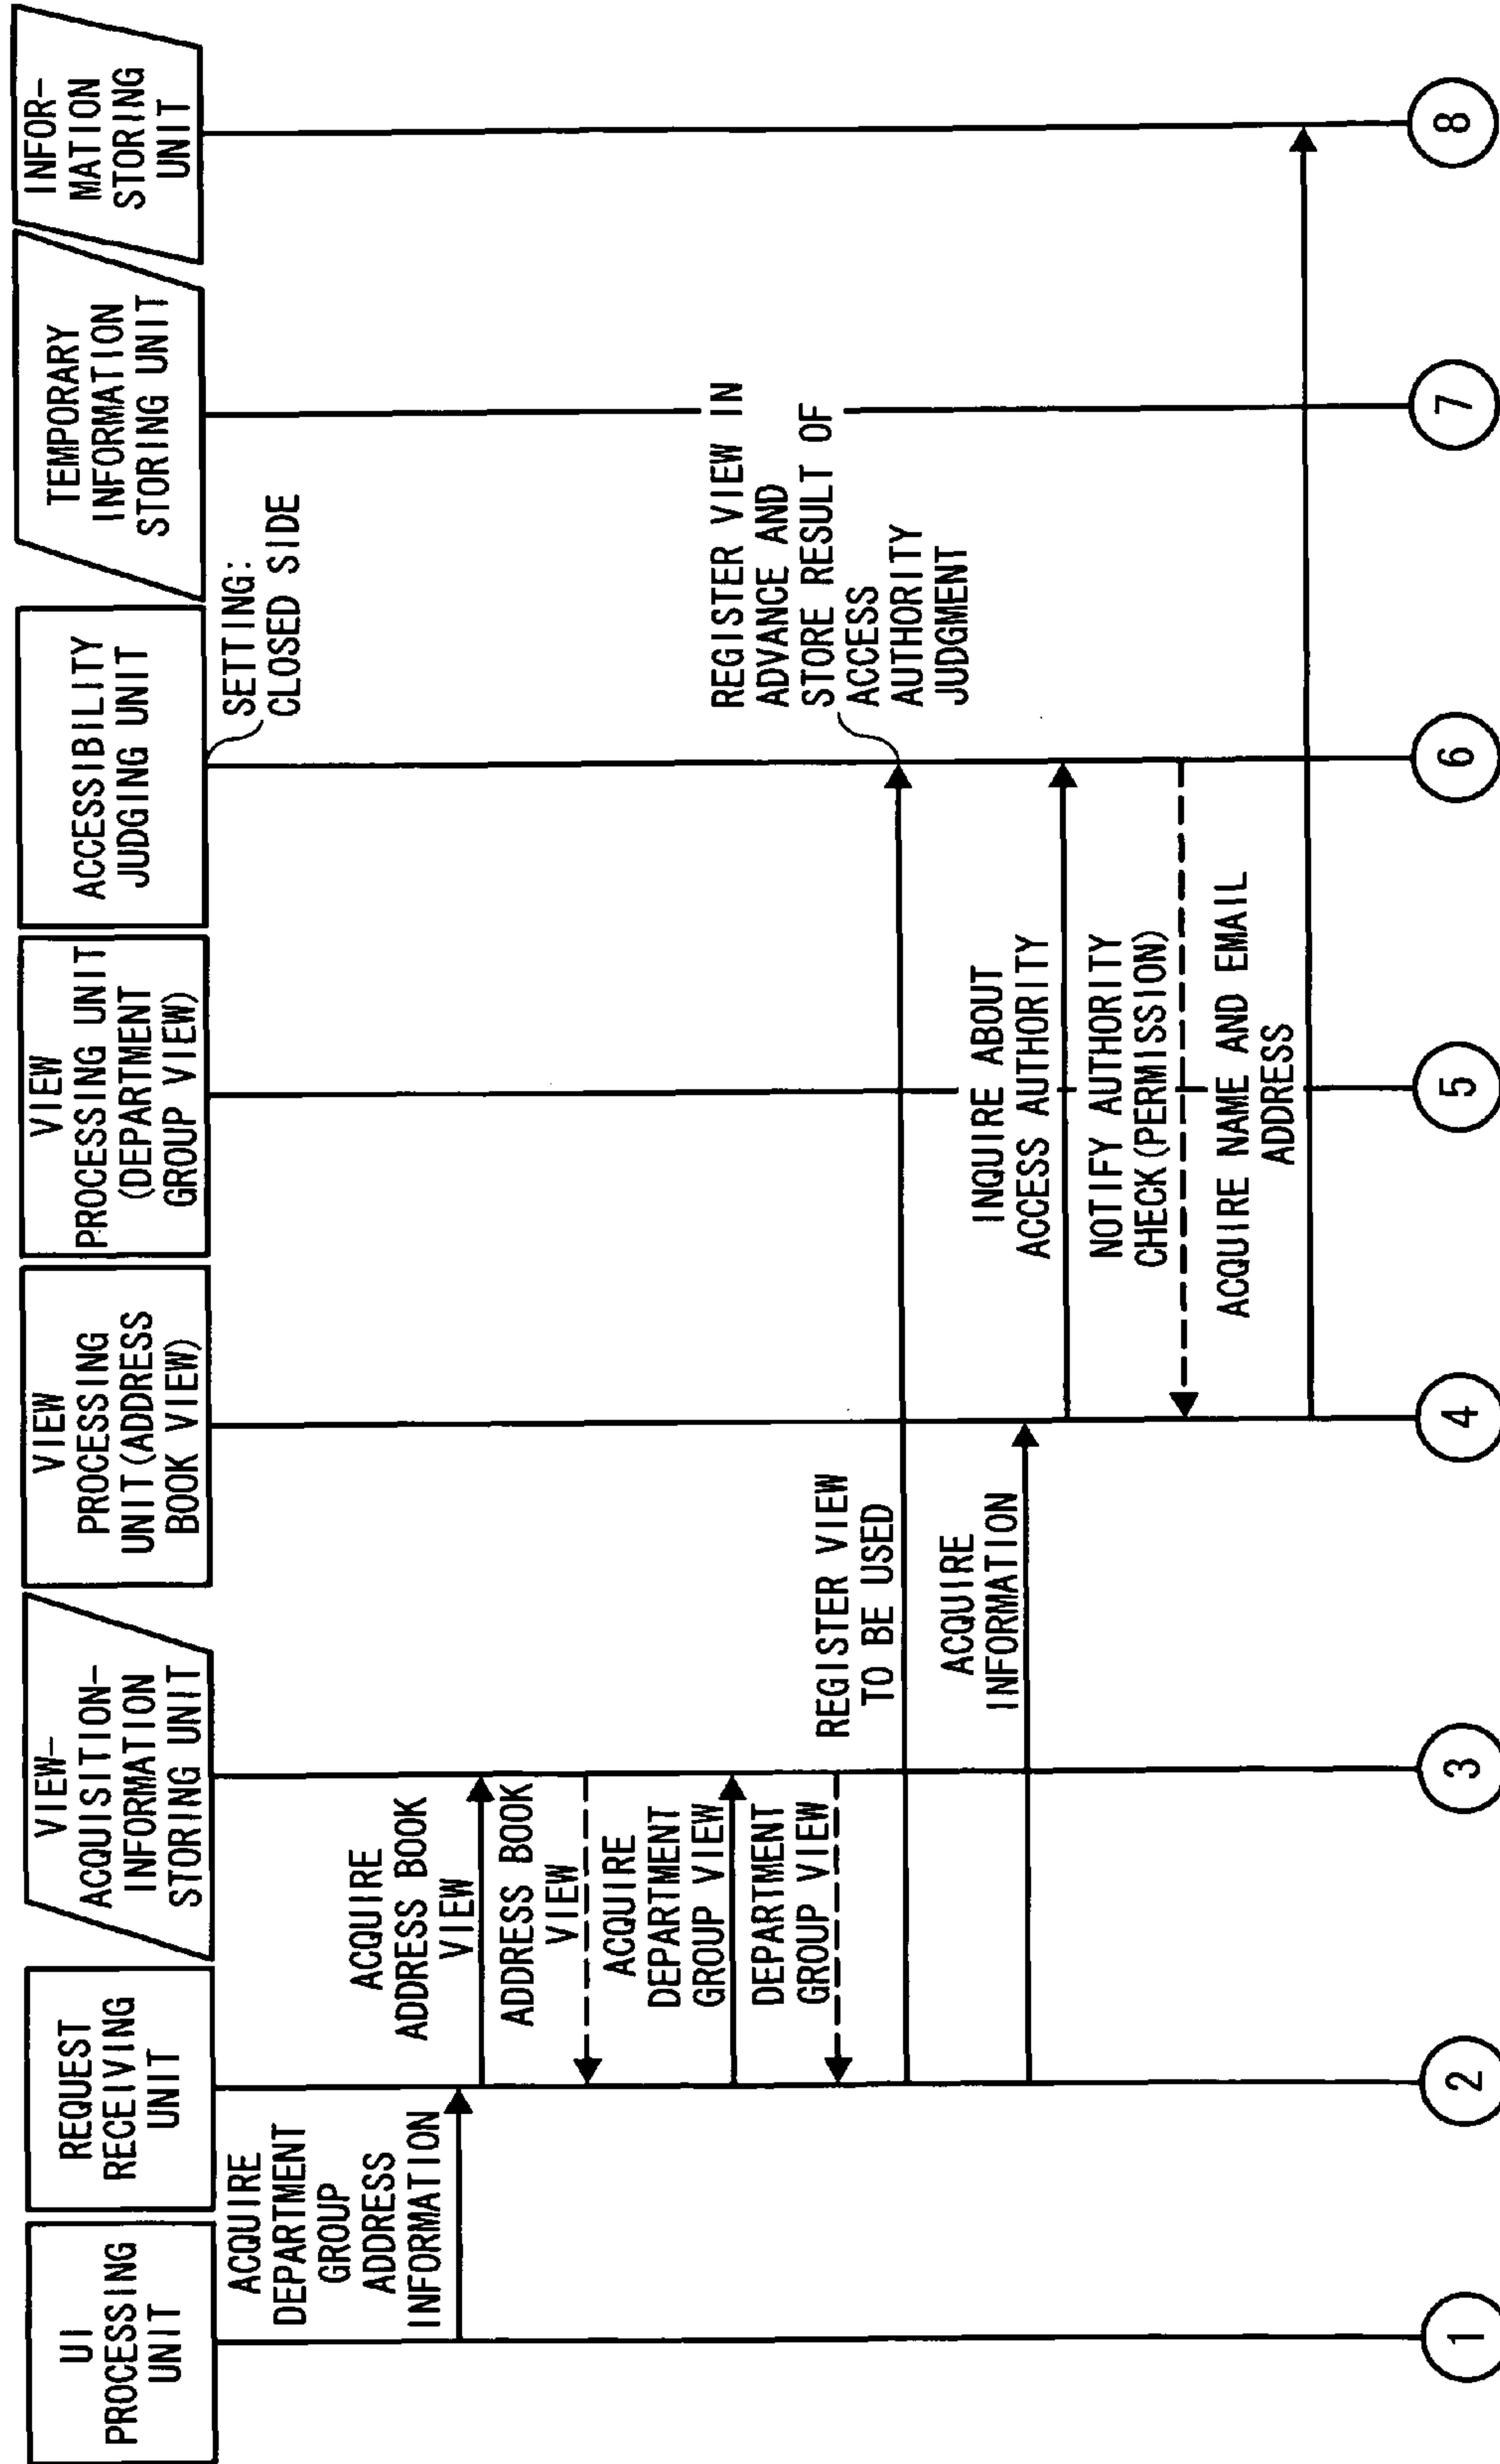 UI
PROCESSING
UNIT
REQUEST
RECEIVING
UNIT
VIEW-
ACQUISITION-
INFORMATION
STORING UNIT
VIEW
PROCESSING
UNIT(ADDRESS
BOOK VIEW)
VIEW
PROCESSING UNIT
(DEPARTMENT
GROUP VIEW)
ACCESSIBILITY
JUDGING UNIT
TEMPORARY
INFORMATION
STORING UNIT
INFOR-
MATION
STORING
UNIT
SETTING:
CLOSED SIDE
ACQUIRE
DEPARTMENT
GROUP
ADDRESS
INFORMATION
ACQUIRE
ADDRESS BOOK
VIEW
ADDRESS BOOK
VIEW
ACQUIRE
DEPARTMENT
GROUP VIEW
DEPARTMENT
GROUP VIEW
REGISTER VIEW
TO BE USED
REGISTER VIEW IN
ADVANCE AND
STORE RESULT OF
ACCESS
AUTHORITY
JUDGMENT
ACQUIRE
INFORMATION
INQUIRE ABOUT
ACCESS AUTHORITY
NOTIFY AUTHORITY
CHECK(PERMISSION)
ACQUIRE NAME AND EMAIL
ADDRESS
1
2
3
4
5
6
7
8